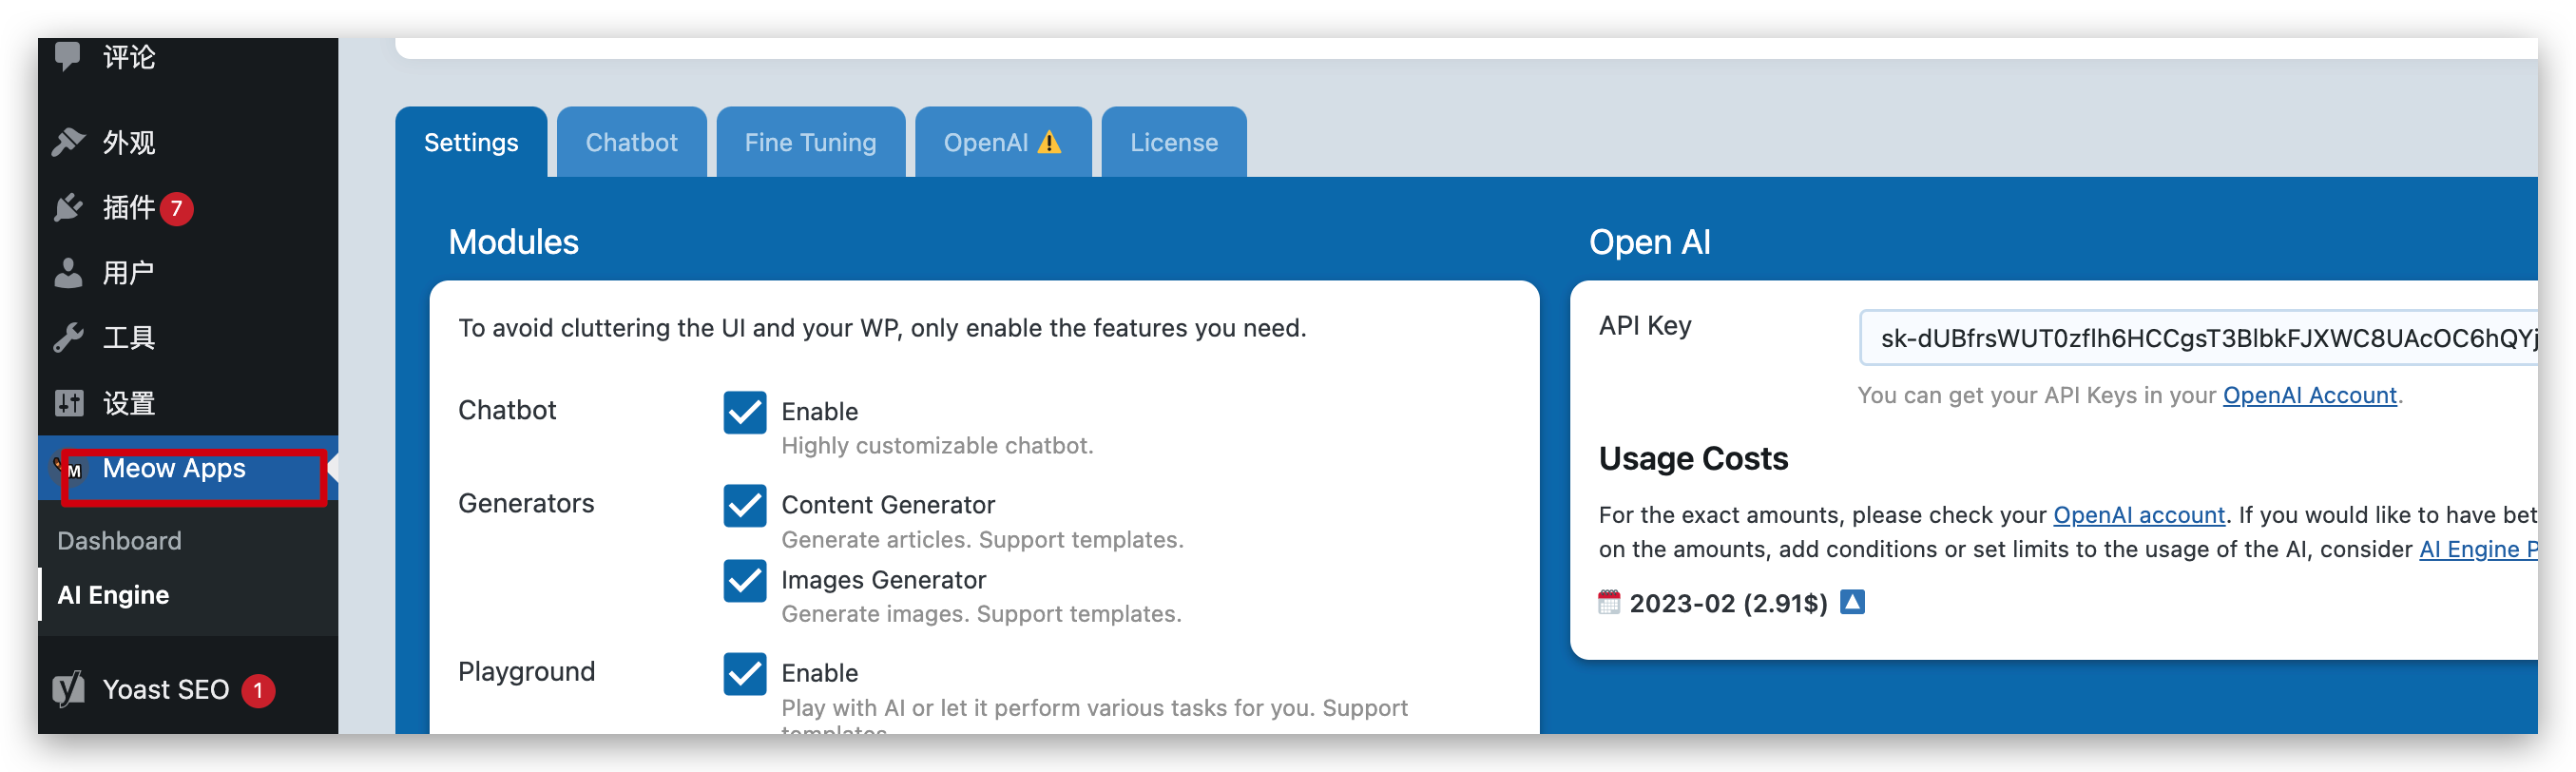 评论
外观
插件 7
用户
工具
设置
Meow Apps
Dashboard
AI Engine
Yoast SEO 1
Settings
Chatbot
Fine Tuning
OpenAI ⚠
License
Modules
To avoid cluttering the UI and your WP, only enable the features you need.
Chatbot
Enable
Highly customizable chatbot.
Generators
Content Generator
Generate articles. Support templates.
Images Generator
Generate images. Support templates.
Playground
Enable
Play with AI or let it perform various tasks for you. Support
templates.
Open AI
API Key
sk-dUBfrsWUT0zflh6HCCgsT3BlbkFJXWC8UAcOC6hQYj
You can get your API Keys in your OpenAI Account.
Usage Costs
For the exact amounts, please check your OpenAI account. If you would like to have bet
on the amounts, add conditions or set limits to the usage of the AI, consider AI Engine P
2023-02 (2.91$)